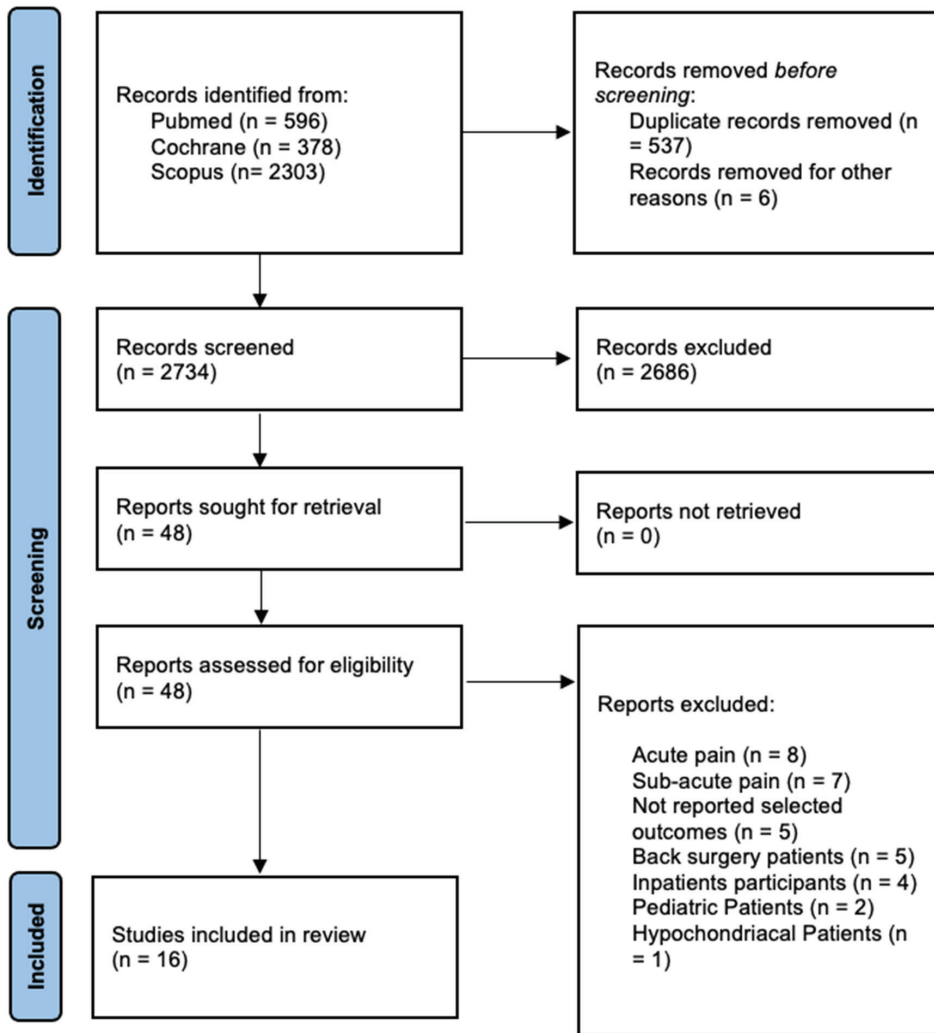 Identification
Records identified from:
Pubmed (n = 596)
Cochrane (n = 378)
Scopus (n= 2303)
Records removed before
screening:
Duplicate records removed (n
= 537)
Records removed for other
reasons (n = 6)
Screening
Records screened
(n = 2734)
Records excluded
(n = 2686)
Reports sought for retrieval
(n = 48)
Reports not retrieved
(n = 0)
Reports assessed for eligibility
(n = 48)
Reports excluded:
Acute pain (n = 8)
Sub-acute pain (n = 7)
Not reported selected
outcomes (n = 5)
Back surgery patients (n = 5)
Inpatients participants (n = 4)
Pediatric Patients (n = 2)
Hypochondriacal Patients (n
= 1)
Included
Studies included in review
(n = 16)